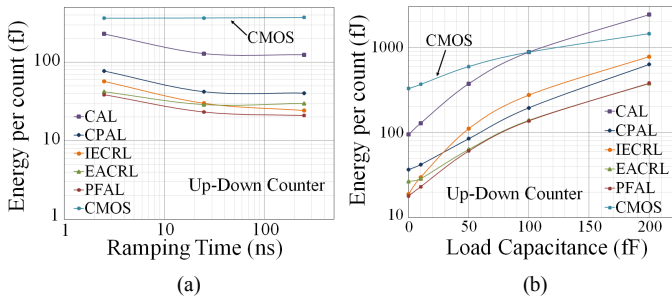 Energy per count (fJ)
100
10
1
CMOS
CAL
CPAL
IECRL
EACRL
PFAL
CMOS
Up-Down Counter
1
10
100
Ramping Time (ns)
(a)
Energy per count (fJ)
1000
100
10
CMOS
CAL
CPAL
IECRL
EACRL
PFAL
CMOS
Up-Down Counter
0
50
100
150
200
Load Capacitance (fF)
(b)